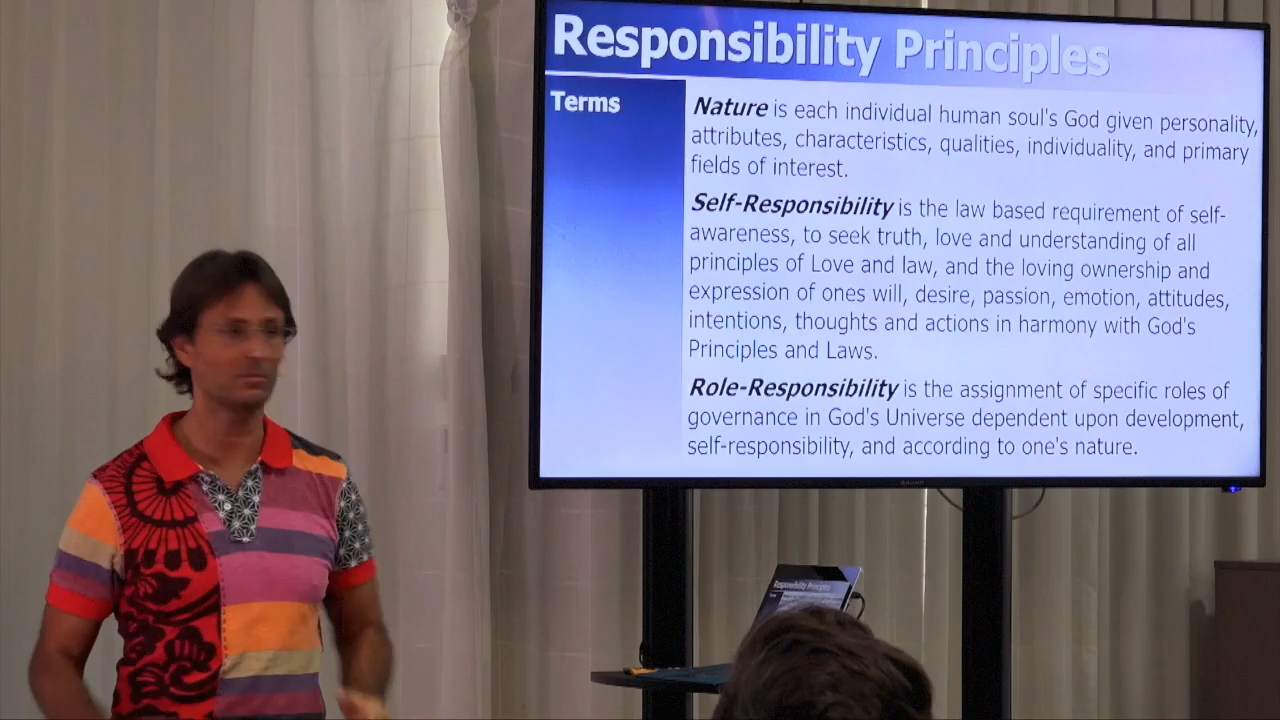 Responsibility Principles
Terms
Nature is each individual human soul's God given personality,
attributes, characteristics, qualities, individuality, and primary
fields of interest.
Self-Responsibility is the law based requirement of self-
awareness, to seek truth, love and understanding of all
principles of Love and law, and the loving ownership and
expression of ones will, desire, passion, emotion, attitudes,
intentions, thoughts and actions in harmony with God's
Principles and Laws.
Role-Responsibility is the assignment of specific roles of
governance in God's Universe dependent upon development,
self-responsibility, and according to one's nature.
Responsibility Principles